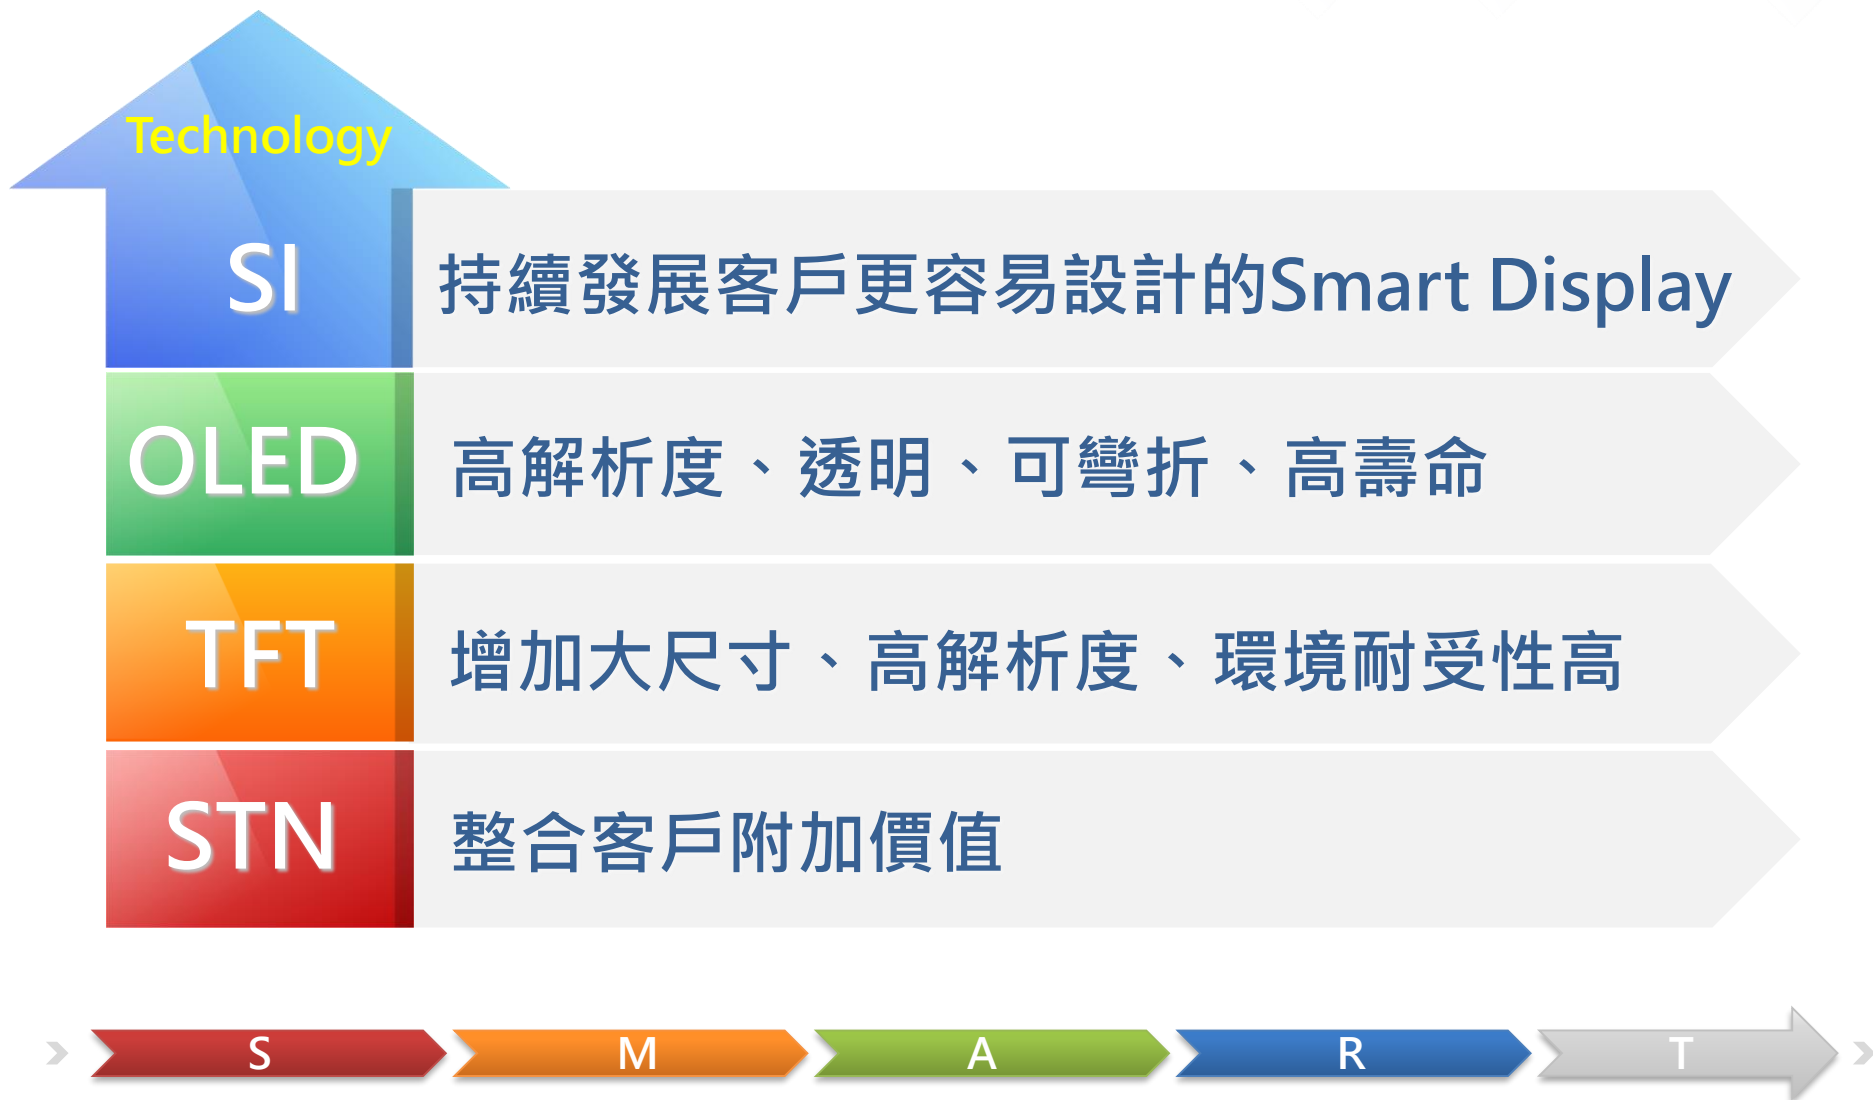 Technology
SI
持續發展客戶更容易設計的Smart Display
OLED
高解析度、透明、可彎折、高壽命
TFT
增加大尺寸、高解析度、環境耐受性高
STN
整合客戶附加價值
S M A R T